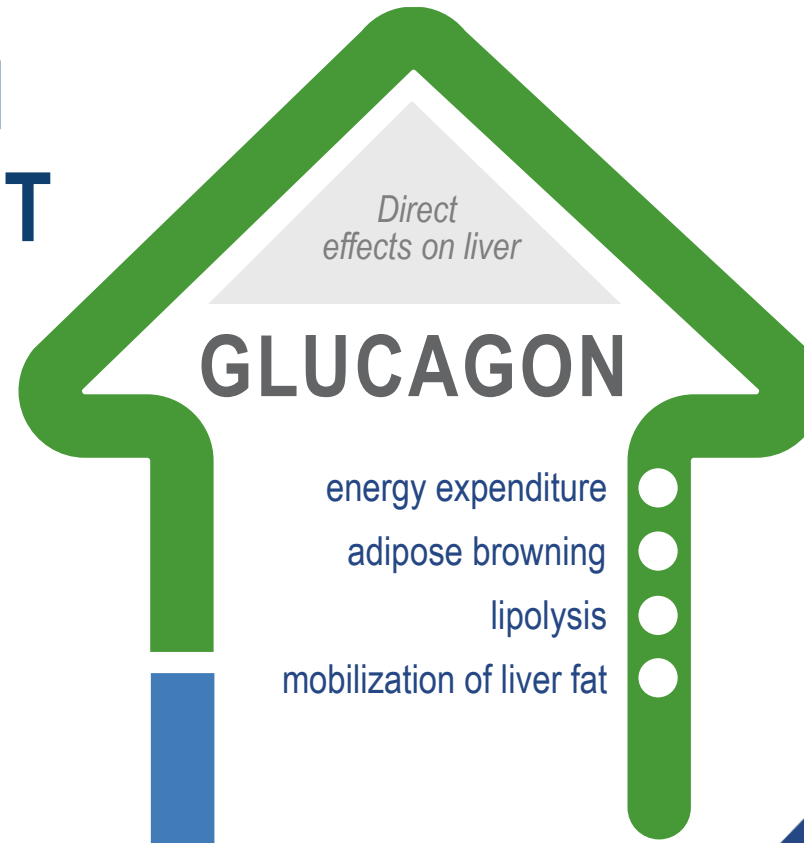 T
Direct
effects on liver
GLUCAGON
energy expenditure
adipose browning
lipolysis
mobilization of liver fat